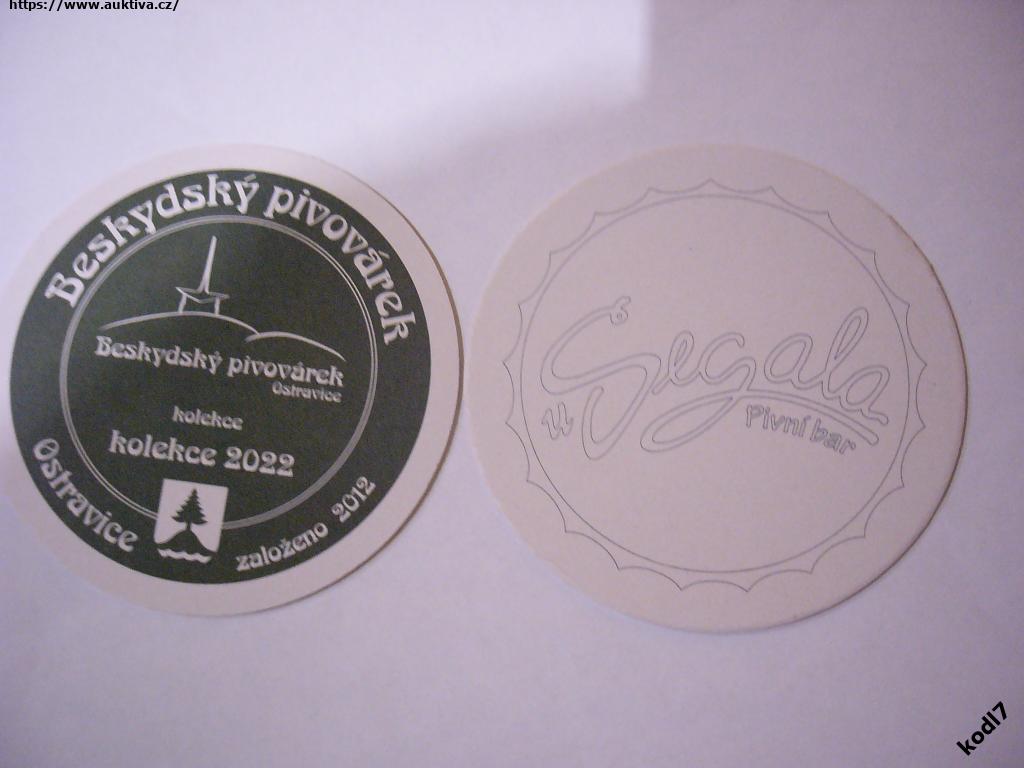 https://www.auktiva.cz/
Beskydský pivovárek
Beskydský pivovárek
Ostravice
kolekce
kolekce 2022
Ostravice
založeno 2012
u
Segala
Pivní bar
kodl7